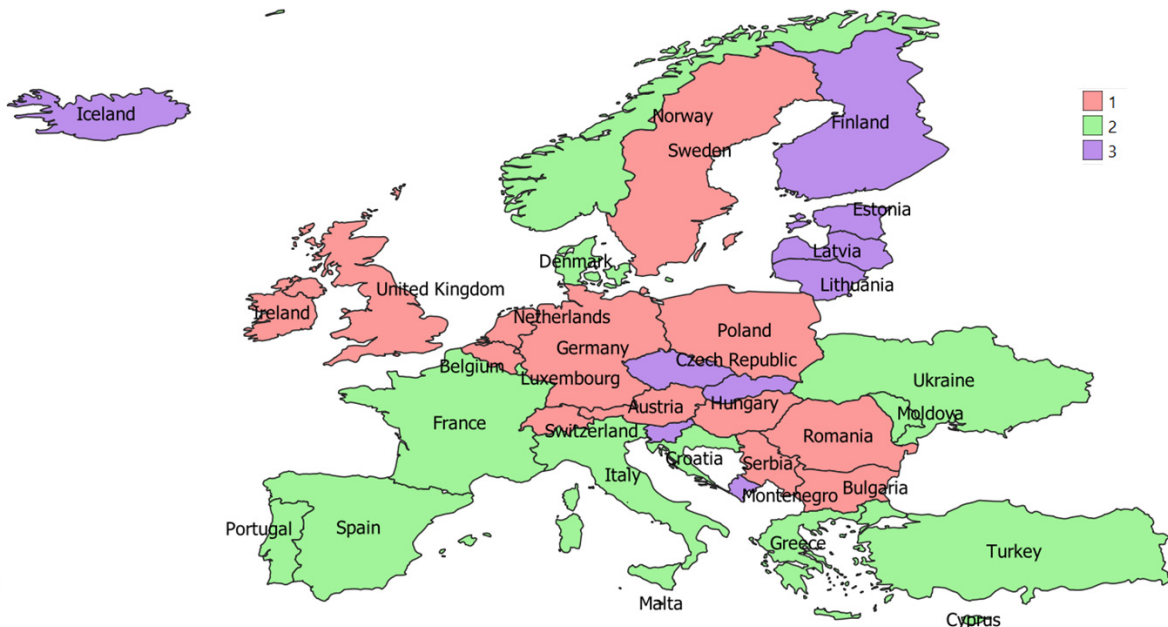 Iceland
1
2
3
Norway
Finland
Swedon
Estonia
Latvia
Denmark
Lithuania
United Kingdom
Ireland
Netherlands
Poland
Germany
Czech Republic
Belgium
Luxembourg
Ukraine
Austria
Hungary
Moldova
France
Switzerland
Romania
Croatia
Serbia
Italy
Montenegro
Bulgaria
Portugal
Spain
Greece
Turkey
Malta
Cyprus